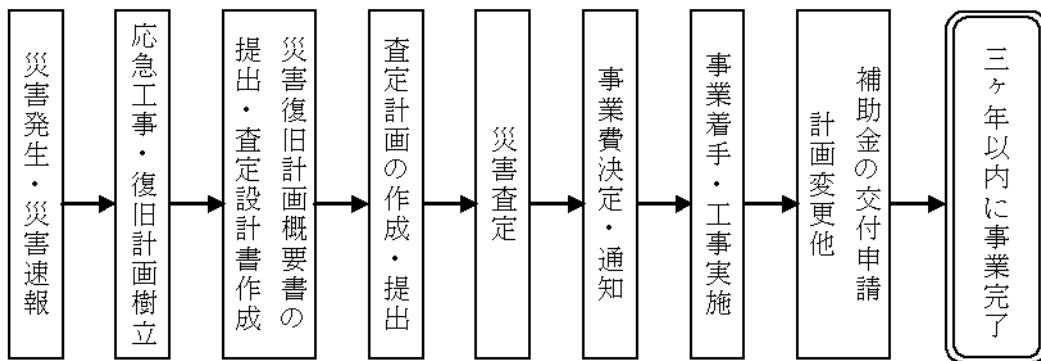 災害発生・災害速報
応急工事・復旧計画樹立
災害復旧計画概要書の
提出・査定設計書作成
査定計画の作成・提出
災害査定
事業費決定・通知
事業着手・工事実施
補助金の交付申請
計画変更他
三ヶ年以内に事業完了